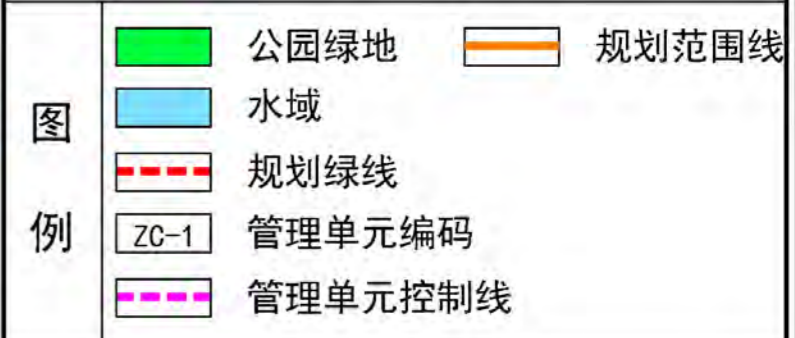 图例
公园绿地
规划范围线
水域
规划绿线
ZC-1 管理单元编码
管理单元控制线